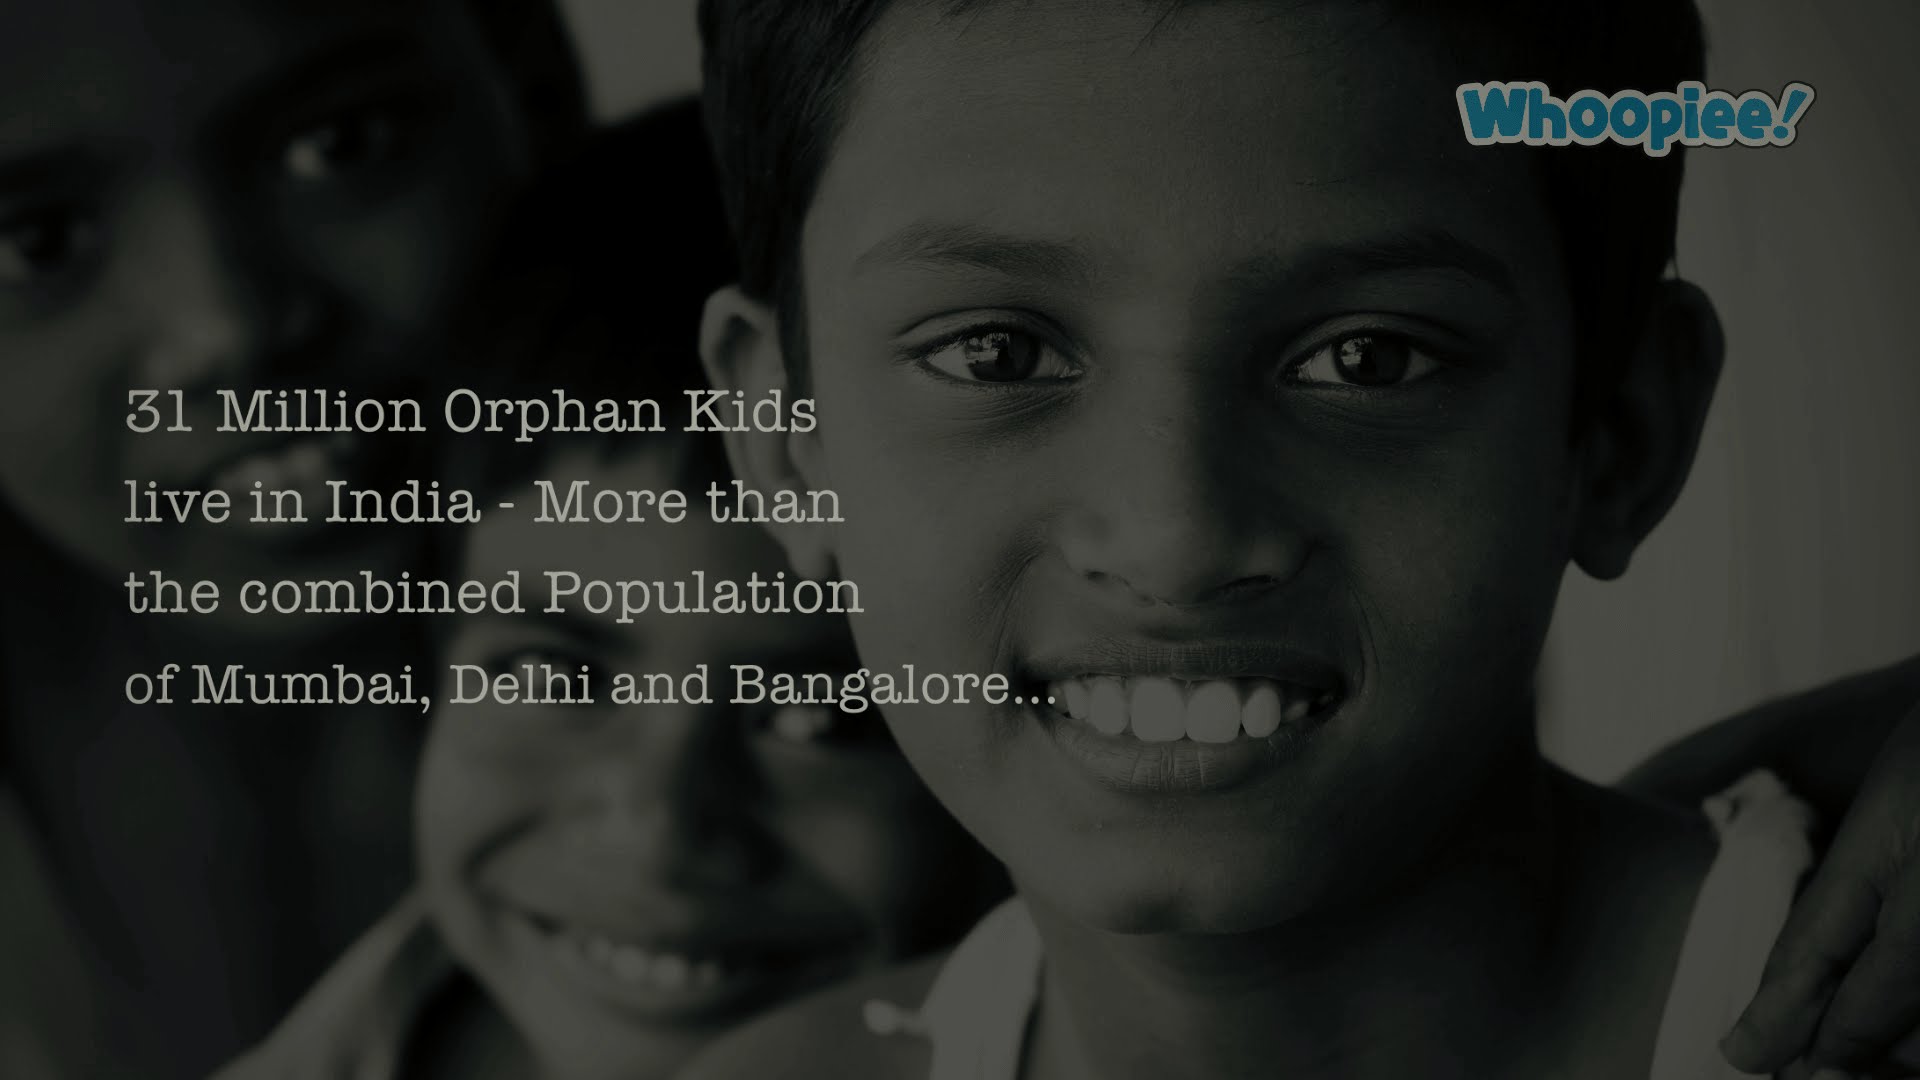 Whoopiee!
31 Million Orphan Kids
live in India - More than
the combined Population
of Mumbai, Delhi and Bangalore...